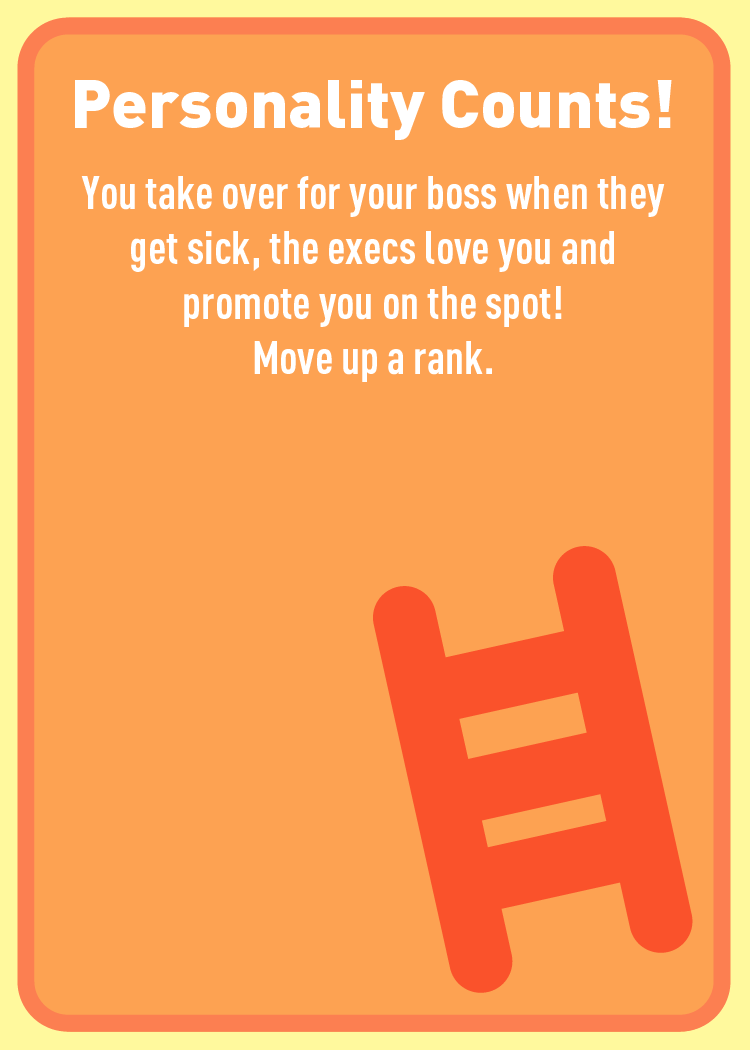 Personality Counts!
You take over for your boss when they
get sick, the execs love you and
promote you on the spot!
Move up a rank.